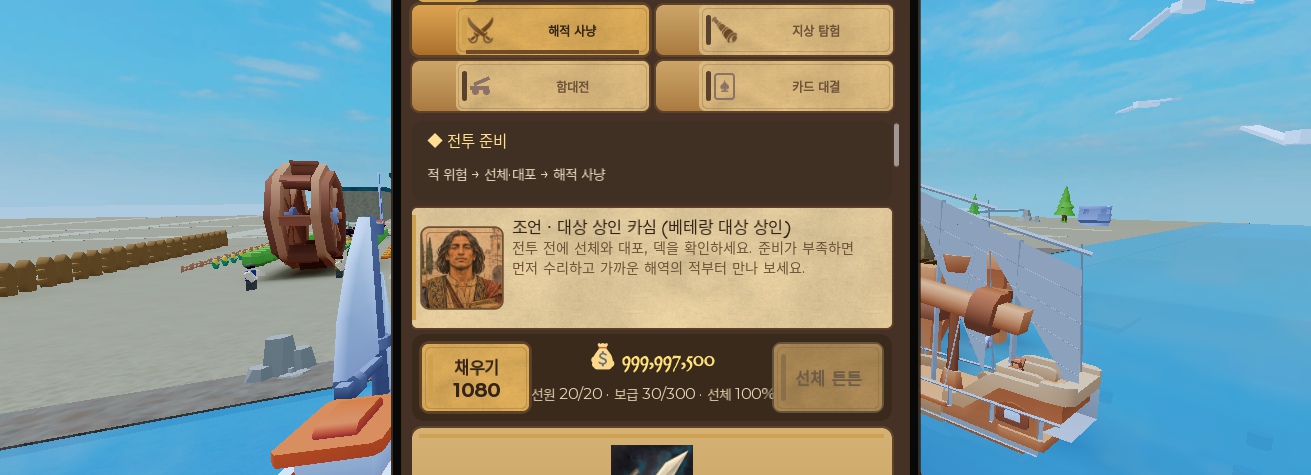 해적 사냥
지상 탐험
함대전
카드 대결
◆ 전투 준비
적 위험 → 선체·대포 → 해적 사냥
조언 · 대상 상인 카심 (베테랑 대상 상인)
전투 전에 선체와 대포, 덱을 확인하세요. 준비가 부족하면
먼저 수리하고 가까운 해역의 적부터 만나 보세요.
채우기
1080
999,997,500
선원 20/20 · 보급 30/300 · 선체 100%
선체 튼튼